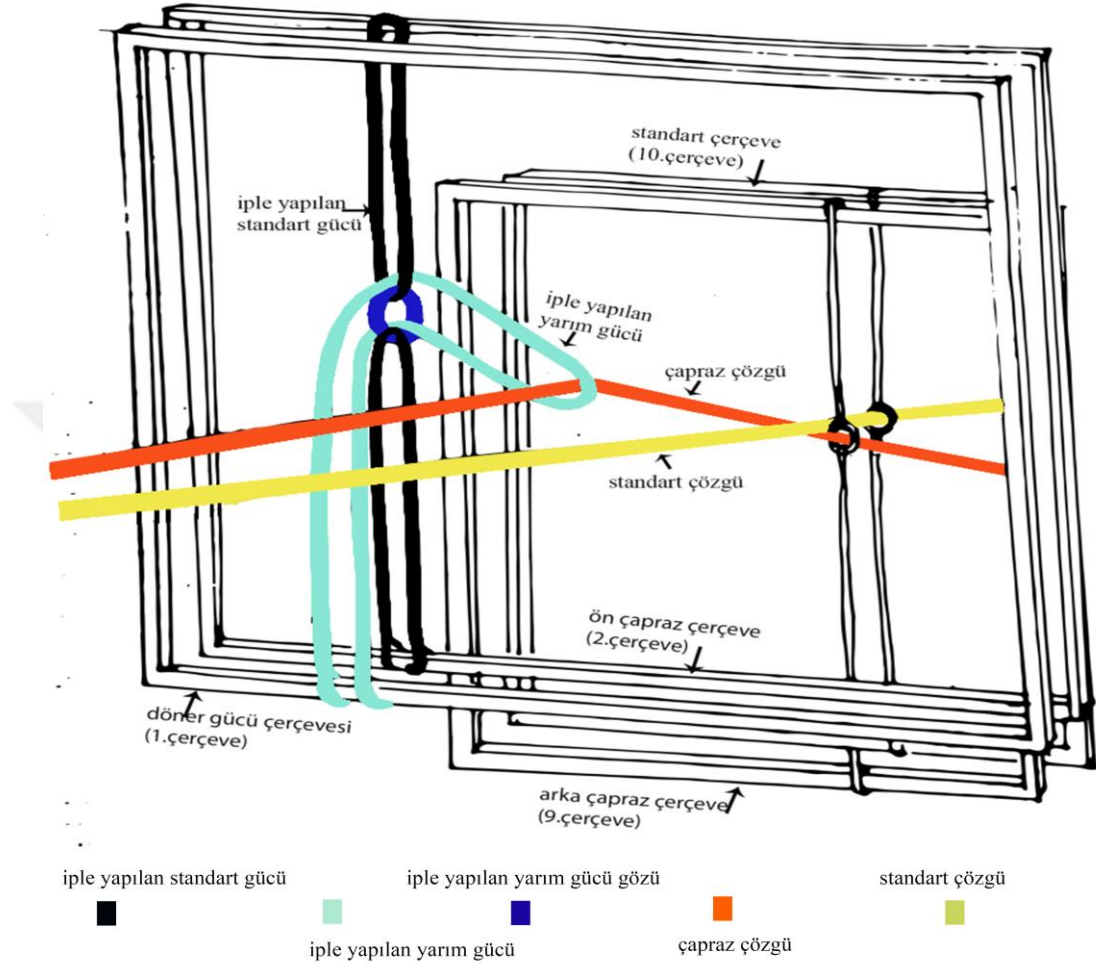 standart çerçeve
(10.çerçeve)
iple yapılan
standart gücü
iple yapılan
yarım gücü
çapraz çözgü
standart çözgü
ön çapraz çerçeve
(2.çerçeve)
döner gücü çerçevesi
(1.çerçeve)
arka çapraz çerçeve
(9.çerçeve)
iple yapılan standart gücü
iple yapılan yarım gücü gözü
standart çözgü
iple yapılan yarım gücü
çapraz çözgü